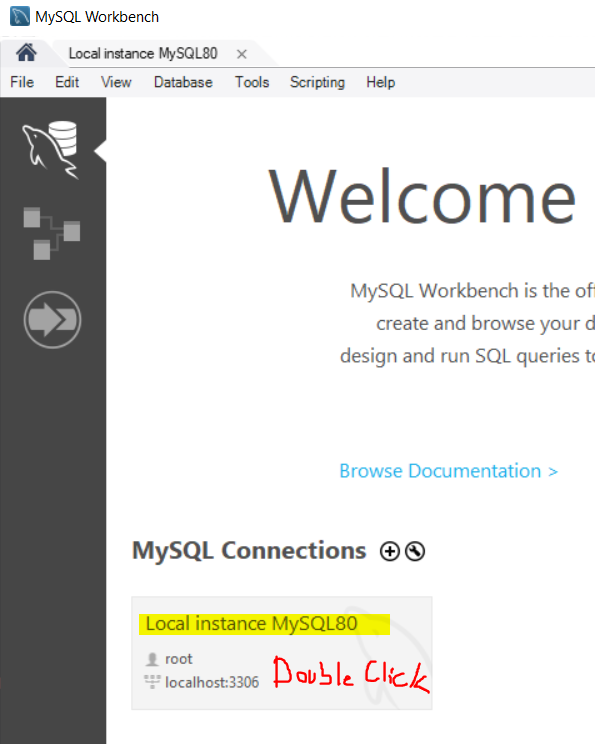 MySQL Workbench
Local instance MySQL80
File Edit View Database Tools Scripting Help
Welcome
MySQL Workbench is the off
create and browse your d
design and run SQL queries to
Browse Documentation >
MySQL Connections
Local instance MySQL80
root
localhost:3306
Double Click